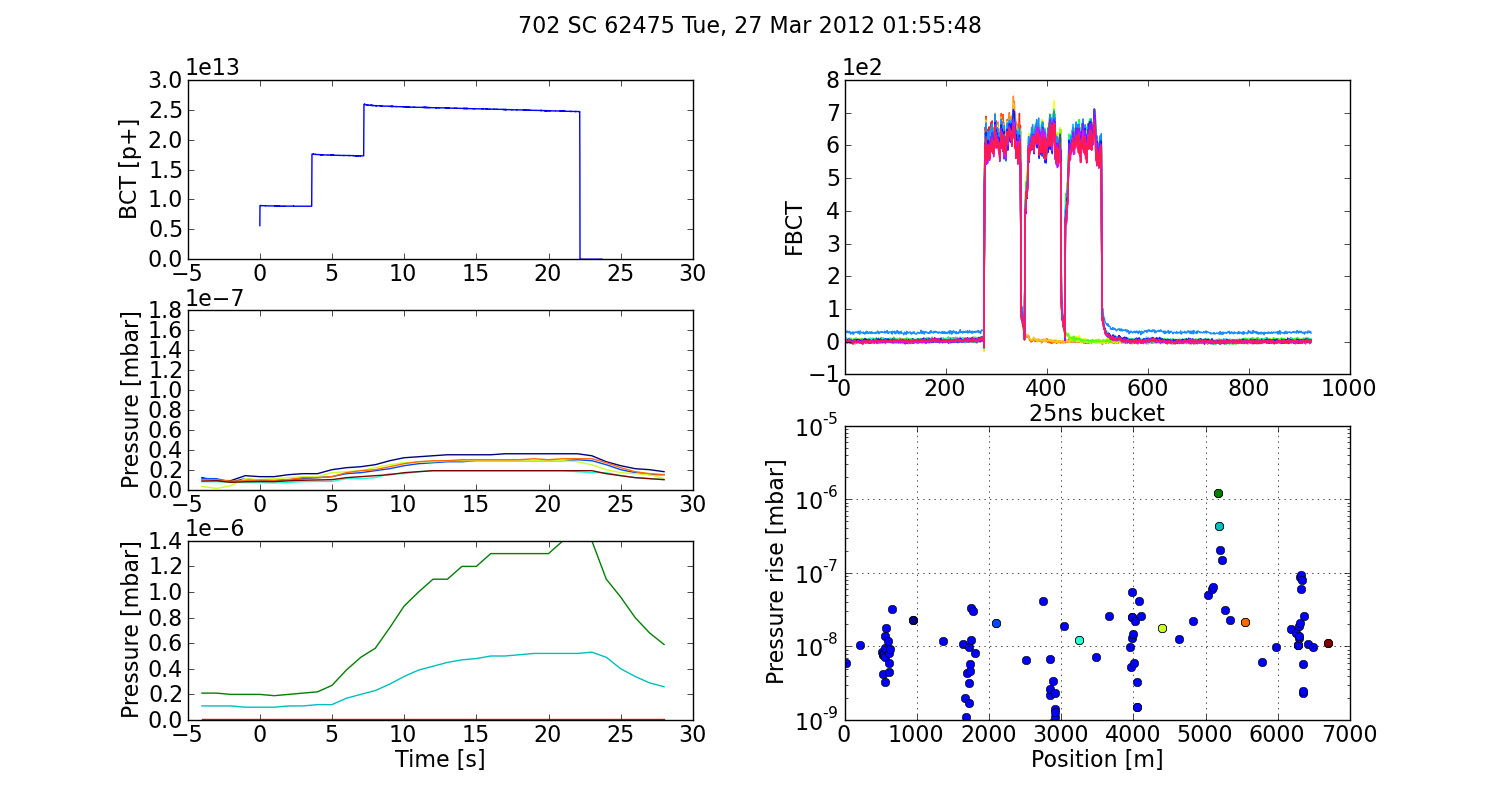 702 SC 62475 Tue, 27 Mar 2012 01:55:48
1e13
3.0
2.5
2.0
1.5
1.0
0.5
0.0
BCT [p+]
−5 0 5 10 15 20 25 30
1e−7
1.8
1.6
1.4
1.2
1.0
0.8
0.6
0.4
0.2
0.0
Pressure [mbar]
−5 0 5 10 15 20 25 30
1e−6
1.4
1.2
1.0
0.8
0.6
0.4
0.2
0.0
Pressure [mbar]
−5 0 5 10 15 20 25 30
Time [s]
1e2
8
7
6
5
4
3
2
1
0
−1
FBCT
0 200 400 600 800 1000
25ns bucket
10-5
10-6
10-7
10-8
10-9
Pressure rise [mbar]
0 1000 2000 3000 4000 5000 6000 7000
Position [m]